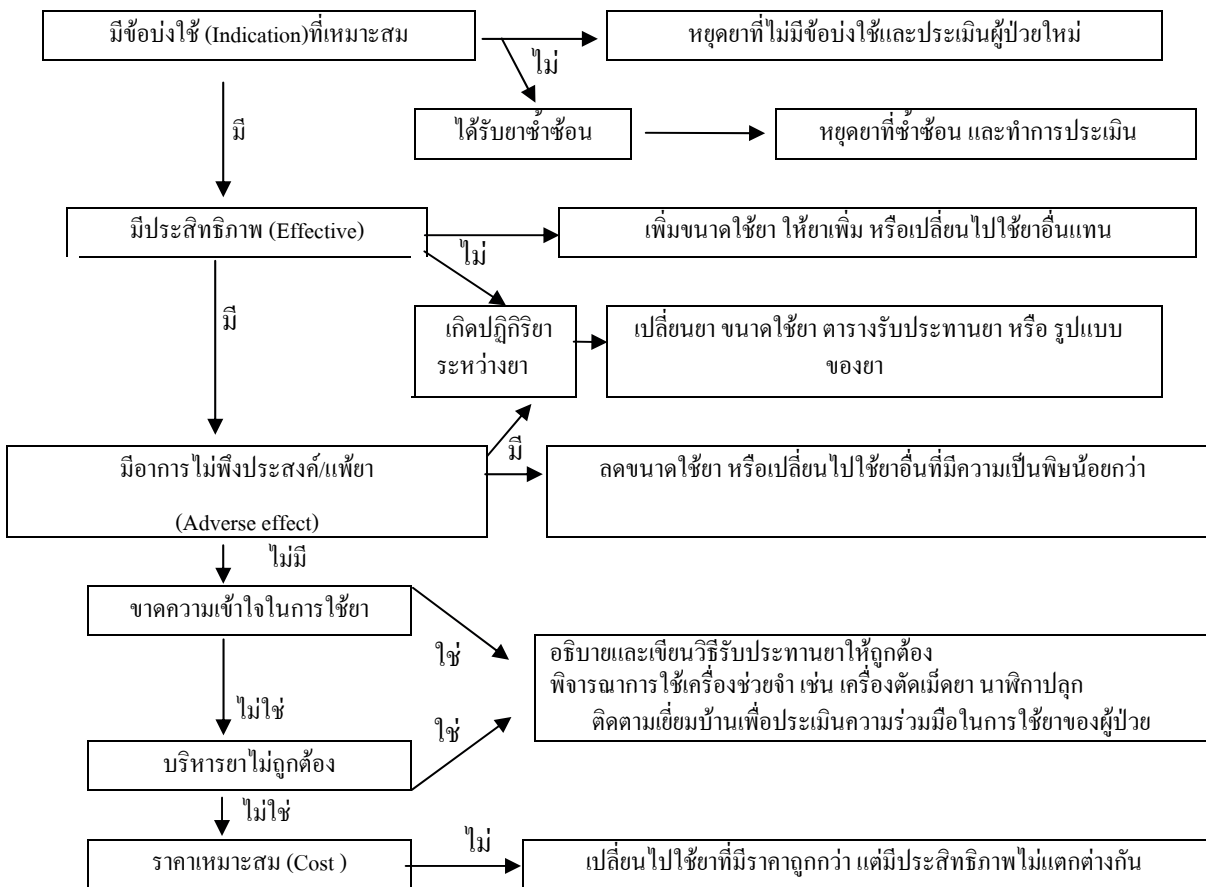 มีข้อบ่งใช้ (Indication)ที่เหมาะสม
หยุดยาที่ไม่มีข้อบ่งใช้และประเมินผู้ป่วยใหม่
ไม่
มี
ได้รับยาซ้ำซ้อน
หยุดยาที่ซ้ำซ้อน และทำการประเมิน
มีประสิทธิภาพ (Effective)
เพิ่มขนาดใช้ยา ให้ยาเพิ่ม หรือเปลี่ยนไปใช้ยาอื่นแทน
ไม่
มี
เกิดปฏิกิริยา
ระหว่างยา
เปลี่ยนยา ขนาดใช้ยา ตารางรับประทานยา หรือ รูปแบบ
ของยา
มีอาการไม่พึงประสงค์/แพ้ยา
(Adverse effect)
มี
ลดขนาดใช้ยา หรือเปลี่ยนไปใช้ยาอื่นที่มีความเป็นพิษน้อยกว่า
ไม่มี
ขาดความเข้าใจในการใช้ยา
ใช่
อธิบายและเขียนวิธีรับประทานยาให้ถูกต้อง
พิจารณาการใช้เครื่องช่วยจำ เช่น เครื่องตัดเม็ดยา นาฬิกาปลุก
ติดตามเยี่ยมบ้านเพื่อประเมินความร่วมมือในการใช้ยาของผู้ป่วย
ไม่ใช่
ใช่
บริหารยาไม่ถูกต้อง
ไม่ใช่
ราคาเหมาะสม (Cost )
ไม่
เปลี่ยนไปใช้ยาที่มีราคาถูกกว่า แต่มีประสิทธิภาพไม่แตกต่างกัน